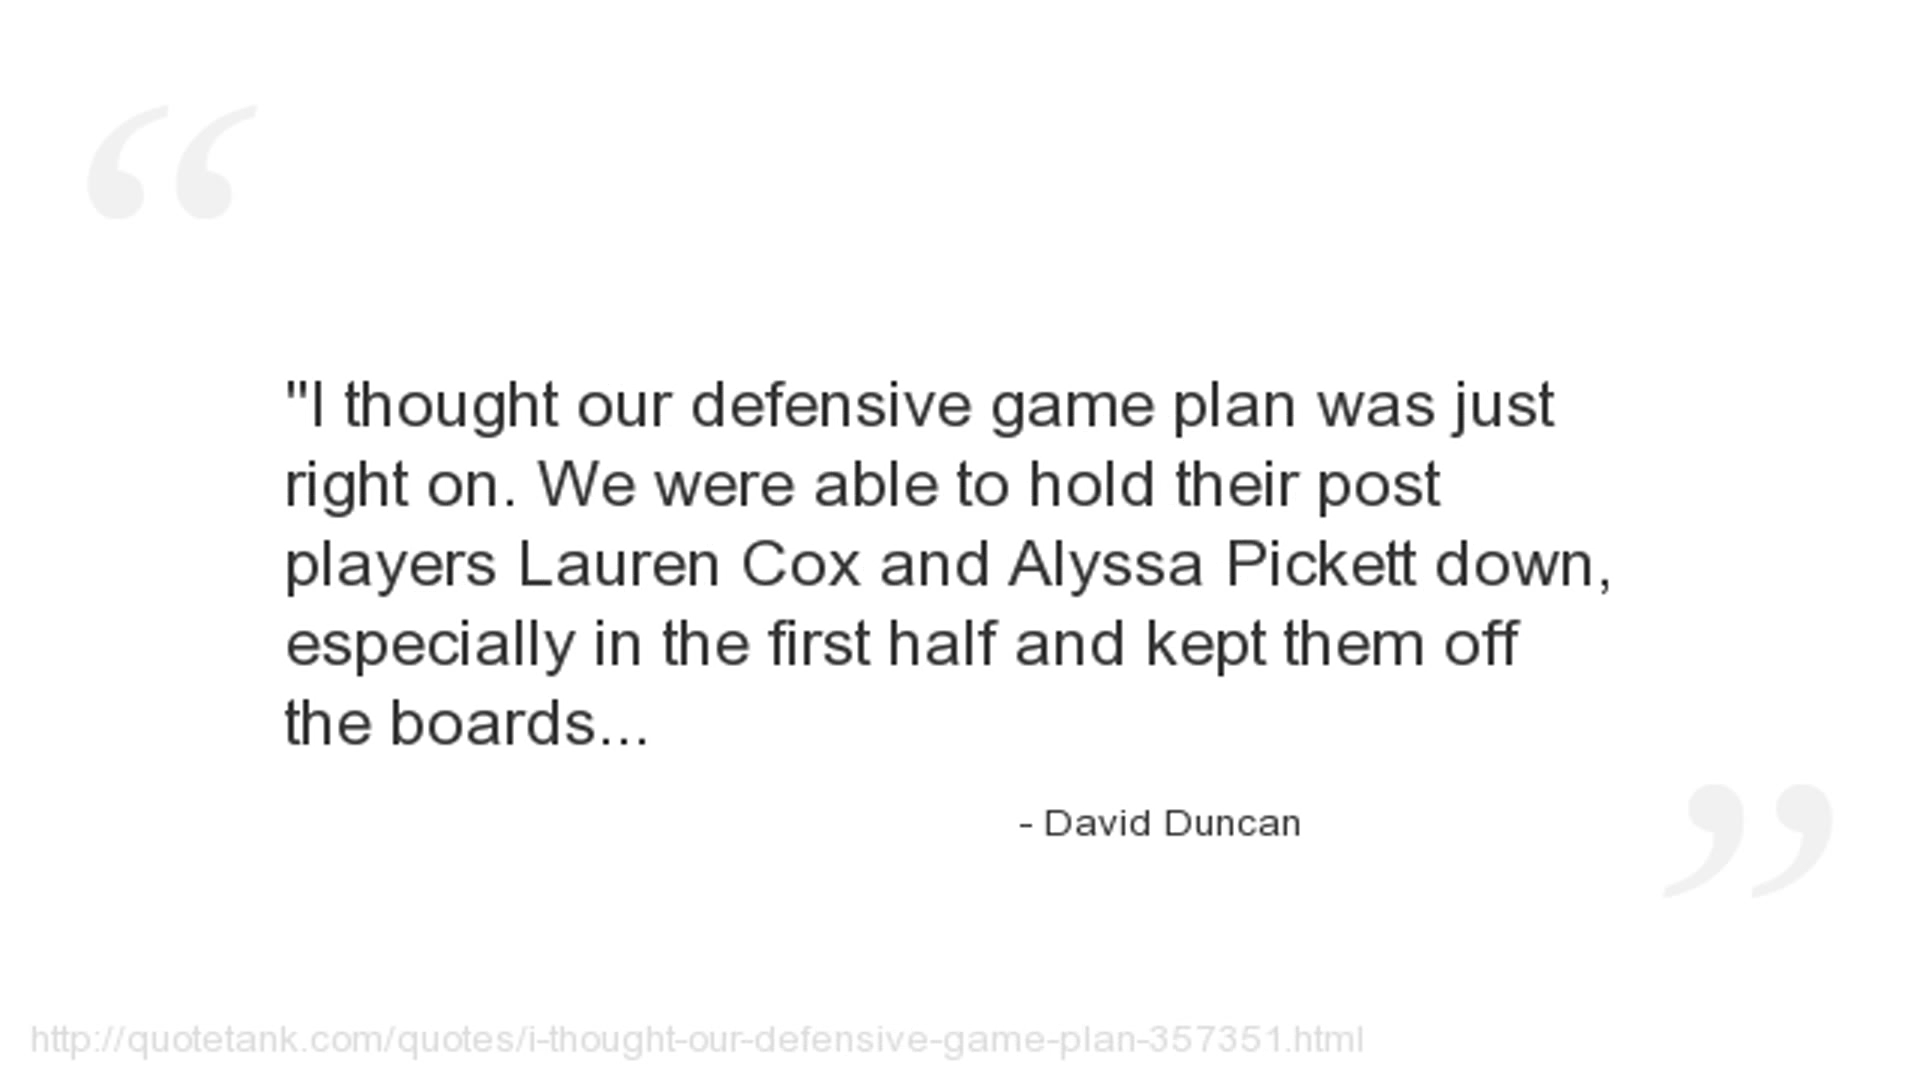 "I thought our defensive game plan was just
right on. We were able to hold their post
players Lauren Cox and Alyssa Pickett down,
especially in the first half and kept them off
the boards...
- David Duncan
http://quotetank.com/quotes/i-thought-our-defensive-game-plan-357351.html